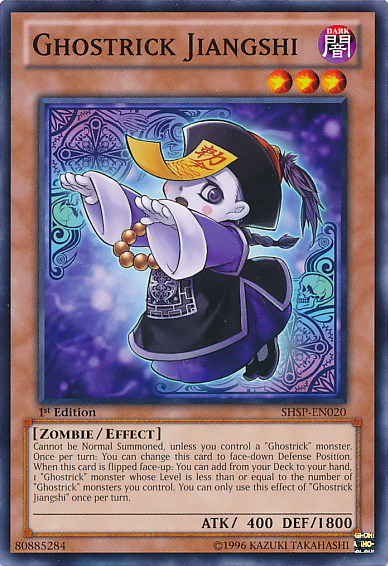 Ghostrick Jiangshi
DARK
闇
勅令
1st Edition
SHSP-EN020
[Zombie / Effect]
Cannot be Normal Summoned, unless you control a "Ghostrick" monster.
Once per turn: You can change this card to face-down Defense Position.
When this card is flipped face-up: You can add from your Deck to your hand,
1 "Ghostrick" monster whose Level is less than or equal to the number of
"Ghostrick" monsters you control. You can only use this effect of "Ghostrick
Jiangshi" once per turn.
ATK/ 400 DEF/1800
80885284
©1996 KAZUKI TAKAHASHI